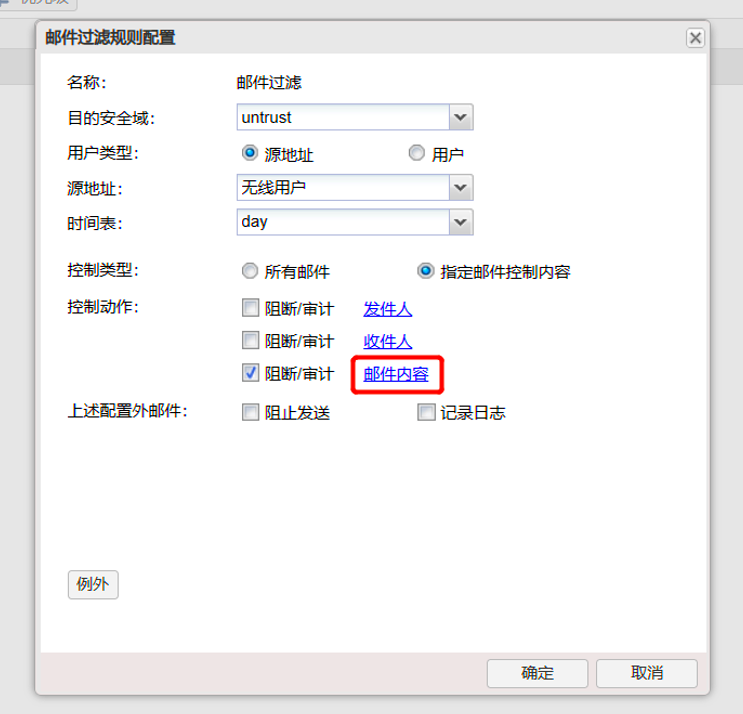 邮件过滤规则配置
名称： 邮件过滤
目的安全域： untrust
用户类型： 源地址 用户
源地址： 无线用户
时间表： day
控制类型： 所有邮件 指定邮件控制内容
控制动作： 阻断/审计 发件人
阻断/审计 收件人
阻断/审计 邮件内容
上述配置外邮件： 阻止发送 记录日志
例外
确定 取消